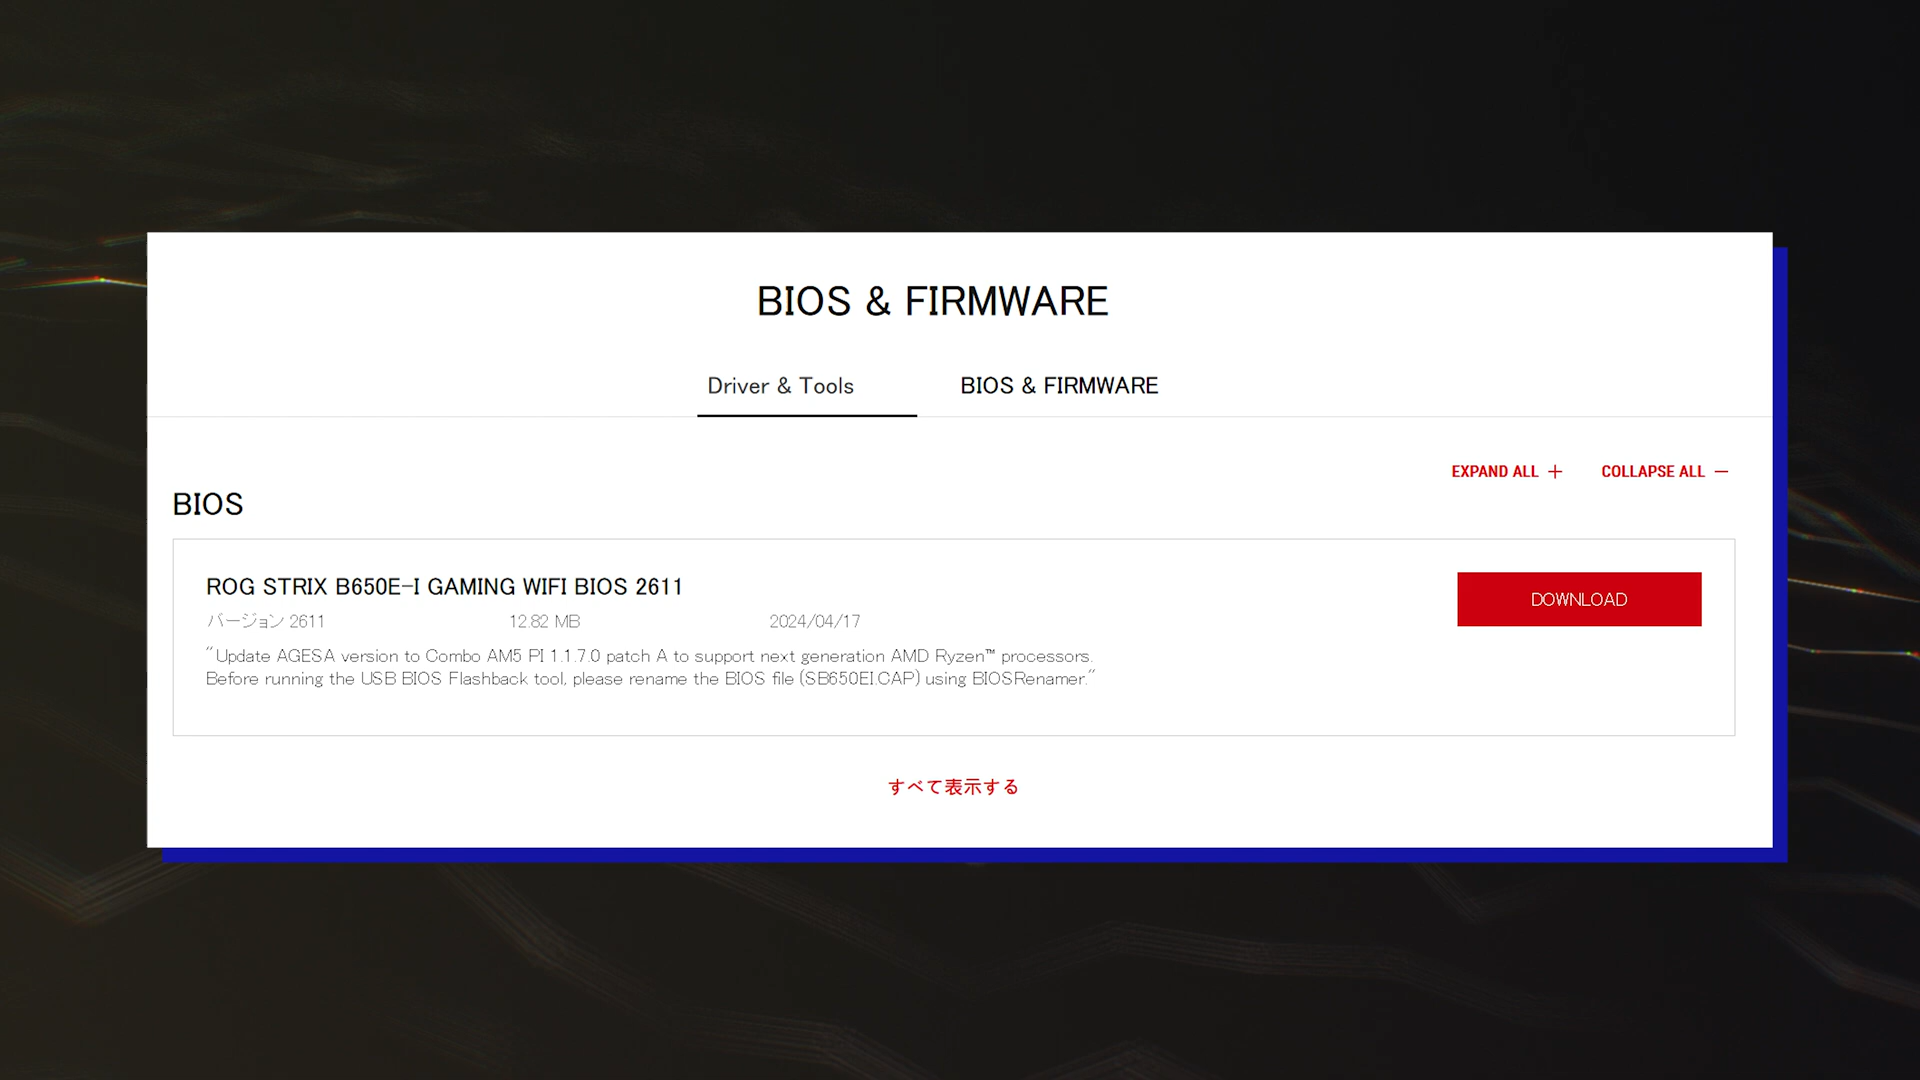 BIOS & FIRMWARE
Driver & Tools
BIOS & FIRMWARE
EXPAND ALL +
COLLAPSE ALL −
BIOS
ROG STRIX B650E-I GAMING WIFI BIOS 2611
DOWNLOAD
バージョン 2611
12.82 MB
2024/04/17
"Update AGESA version to Combo AM5 PI 1.1.7.0 patch A to support next generation AMD Ryzen™ processors.
Before running the USB BIOS Flashback tool, please rename the BIOS file (SB650EI.CAP) using BIOSRenamer."
すべて表示する